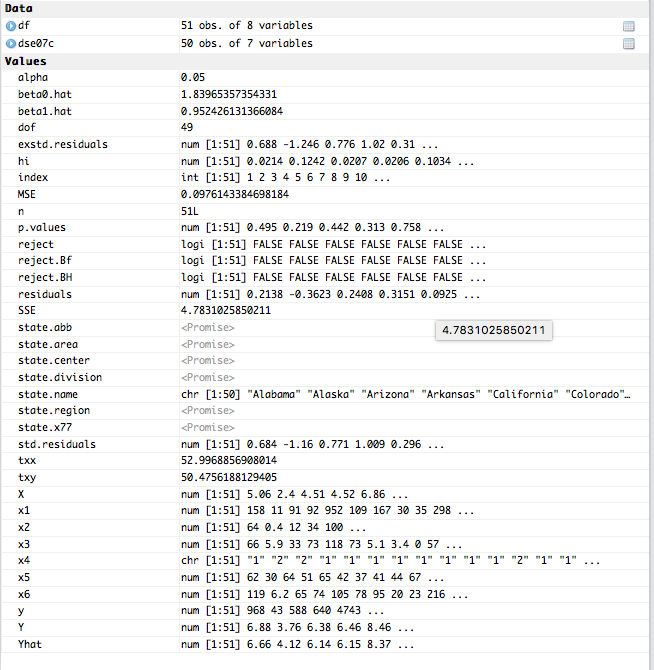 Data
df 51 obs. of 8 variables
dse07c 50 obs. of 7 variables
Values
alpha 0.05
beta0.hat 1.83965357354331
beta1.hat 0.952426131366084
dof 49
exstd.residuals num [1:51] 0.688 -1.246 0.776 1.02 0.31 ...
hi num [1:51] 0.0214 0.1242 0.0207 0.0206 0.1034 ...
index int [1:51] 1 2 3 4 5 6 7 8 9 10 ...
MSE 0.0976143384698184
n 51L
p.values num [1:51] 0.495 0.219 0.442 0.313 0.758 ...
reject logi [1:51] FALSE FALSE FALSE FALSE FALSE FALSE ...
reject.Bf logi [1:51] FALSE FALSE FALSE FALSE FALSE FALSE ...
reject.BH logi [1:51] FALSE FALSE FALSE FALSE FALSE FALSE ...
residuals num [1:51] 0.2138 -0.3623 0.2408 0.3151 0.0925 ...
SSE 4.7831025850211
state.abb <Promise>
4.7831025850211
state.area <Promise>
state.center <Promise>
state.division <Promise>
state.name chr [1:50] "Alabama" "Alaska" "Arizona" "Arkansas" "California" "Colorado"…
state.region <Promise>
state.x77 <Promise>
std.residuals num [1:51] 0.684 -1.16 0.771 1.009 0.296 ...
txx 52.9968856908014
txy 50.4756188129405
X num [1:51] 5.06 2.4 4.51 4.52 6.86 ...
x1 num [1:51] 158 11 91 92 952 109 167 30 35 298 ...
x2 num [1:51] 64 0.4 12 34 100 ...
x3 num [1:51] 66 5.9 33 73 118 73 5.1 3.4 0 57 ...
x4 chr [1:51] "1" "2" "2" "1" "1" "1" "1" "1" "1" "1" "1" "2" "1" "1" ...
x5 num [1:51] 62 30 64 51 65 42 37 41 44 67 ...
x6 num [1:51] 119 6.2 65 74 105 78 95 20 23 216 ...
y num [1:51] 968 43 588 640 4743 ...
Y num [1:51] 6.88 3.76 6.38 6.46 8.46 ...
Yhat num [1:51] 6.66 4.12 6.14 6.15 8.37 ...